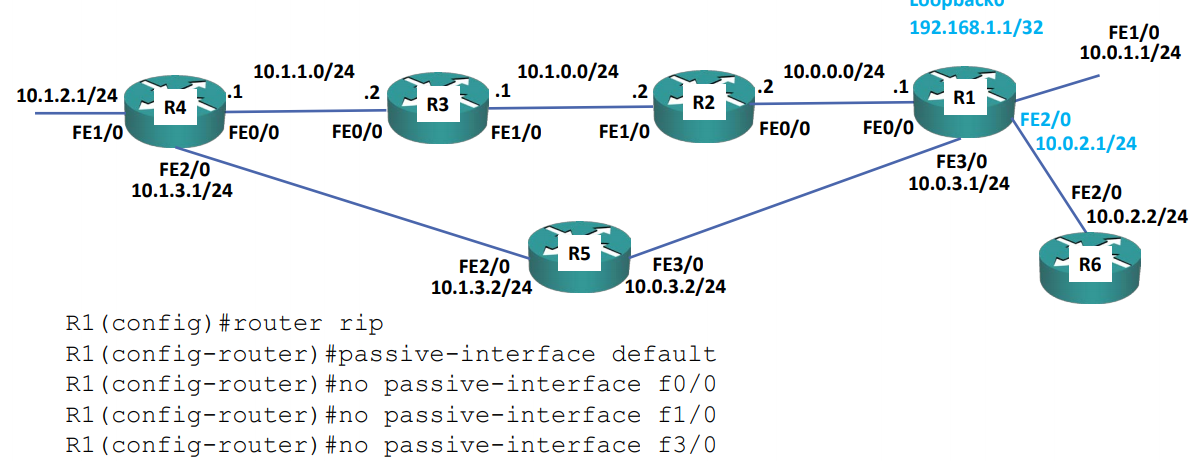 Loopback0
192.168.1.1/32
FE1/0
10.0.1.1/24
10.1.1.0/24
10.1.0.0/24
10.0.0.0/24
10.1.2.1/24
R4
.1
.2
R3
.1
.2
R2
.2
.1
R1
FE1/0
FE0/0
FE0/0
FE1/0
FE1/0
FE0/0
FE0/0
FE2/0
10.0.2.1/24
FE2/0
10.1.3.1/24
FE3/0
10.0.3.1/24
FE2/0
10.0.2.2/24
R5
R6
FE2/0
10.1.3.2/24
FE3/0
10.0.3.2/24
R1(config)#router rip
R1(config-router)#passive-interface default
R1(config-router)#no passive-interface f0/0
R1(config-router)#no passive-interface f1/0
R1(config-router)#no passive-interface f3/0